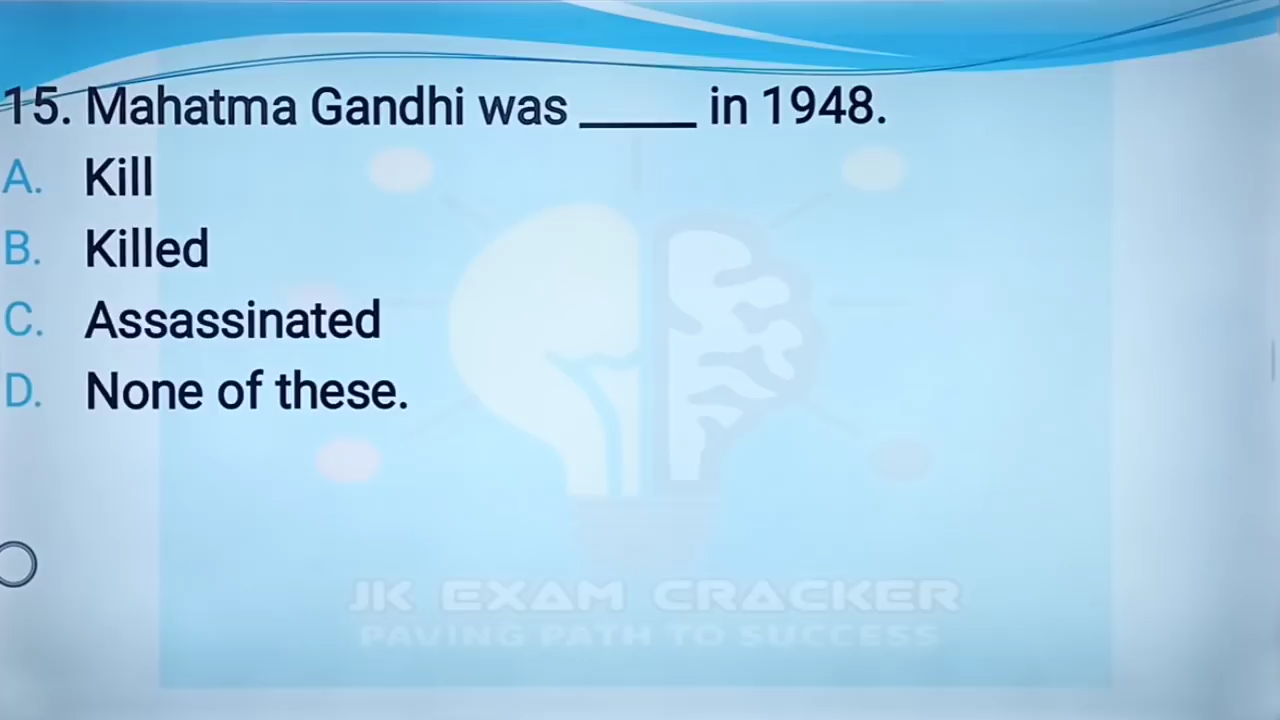 15. Mahatma Gandhi was _____ in 1948.
A. Kill
B. Killed
C. Assassinated
D. None of these.
JK EXAM CRACKER
PAVING PATH TO SUCCESS